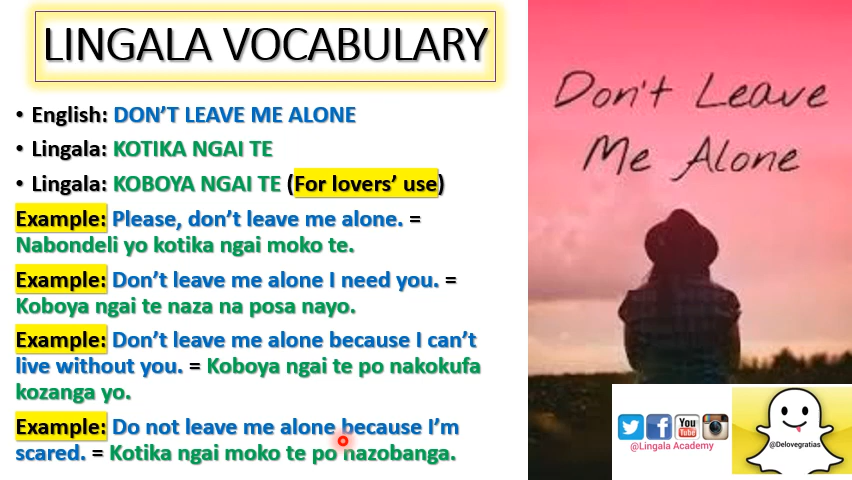 LINGALA VOCABULARY
• English: DON'T LEAVE ME ALONE
• Lingala: KOTIKA NGAI TE
• Lingala: KOBOYA NGAI TE (For lovers' use)
Example: Please, don't leave me alone. =
Nabondeli yo kotika ngai moko te.
Example: Don't leave me alone I need you. =
Koboya ngai te naza na posa nayo.
Example: Don't leave me alone because I can't
live without you. = Koboya ngai te po nakokufa
kozanga yo.
Example: Do not leave me alone because I'm
scared. = Kotika ngai moko te po nazobanga.
Don't Leave
Me Alone
You
Tube
@Lingala Academy
@Delovegratias